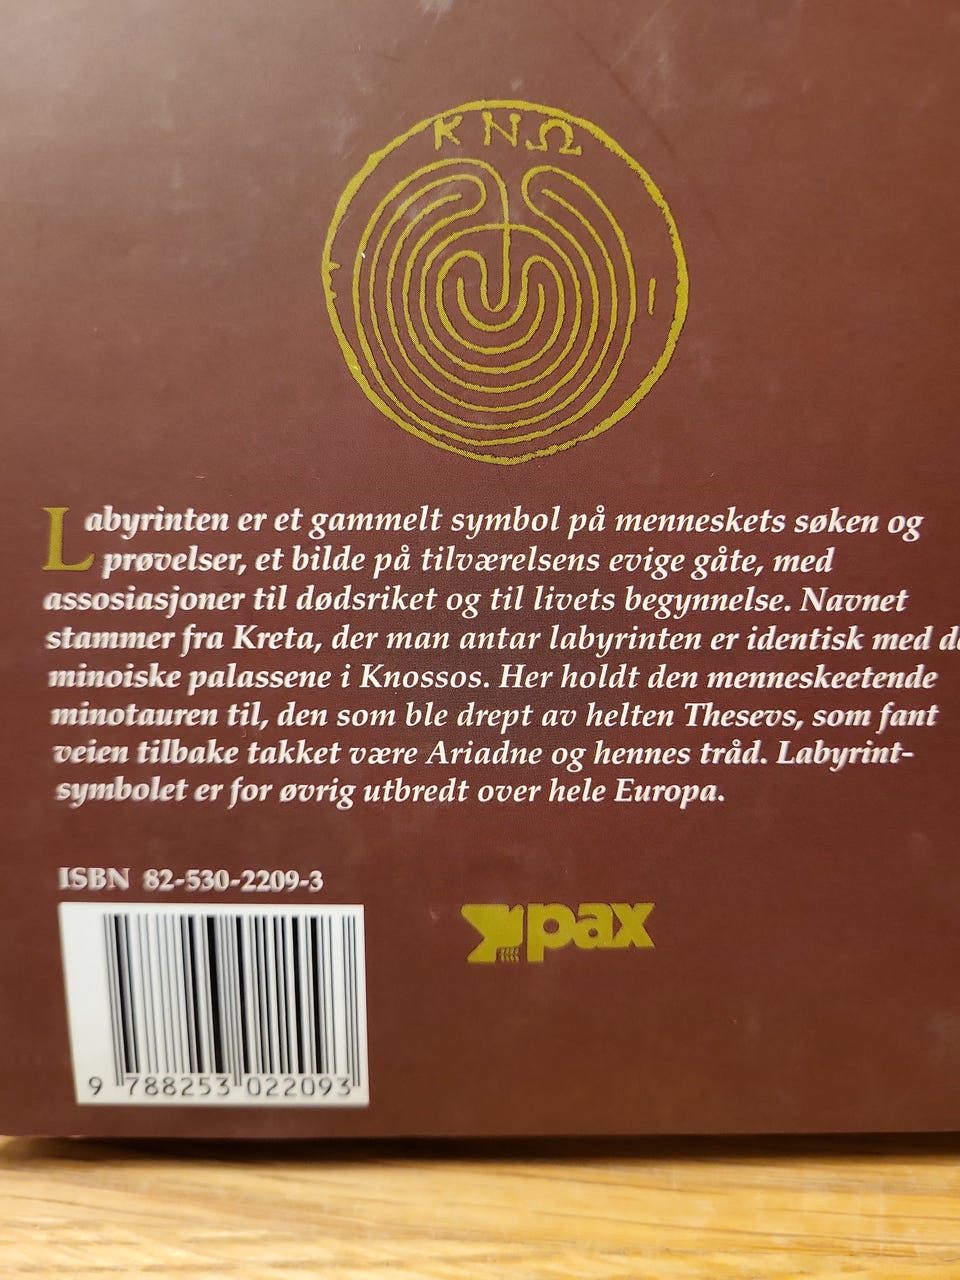 ΚΝΩ
Labyrinten er et gammelt symbol på menneskets søken og
prøvelser, et bilde på tilværelsens evige gåte, med
assosiasjoner til dødsriket og til livets begynnelse. Navnet
stammer fra Kreta, der man antar labyrinten er identisk med
minoiske palassene i Knossos. Her holdt den menneskeetende
minotauren til, den som ble drept av helten Thesevs, som fant
veien tilbake takket være Ariadne og hennes tråd. Labyrint-
symbolet er for øvrig utbredt over hele Europa.
ISBN 82-530-2209-3
pax
9 788253 022093